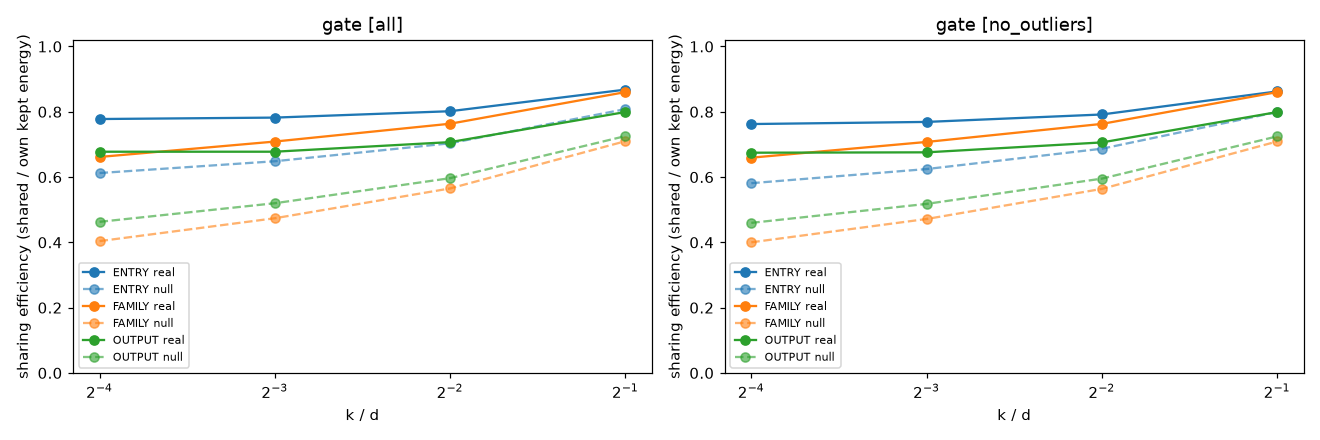 gate [all]
sharing efficiency (shared / own kept energy)
1.0
0.8
0.6
0.4
0.2
0.0
ENTRY real
ENTRY null
FAMILY real
FAMILY null
OUTPUT real
OUTPUT null
2⁻⁴ 2⁻³ 2⁻² 2⁻¹
k / d
gate [no_outliers]
sharing efficiency (shared / own kept energy)
1.0
0.8
0.6
0.4
0.2
0.0
ENTRY real
ENTRY null
FAMILY real
FAMILY null
OUTPUT real
OUTPUT null
2⁻⁴ 2⁻³ 2⁻² 2⁻¹
k / d